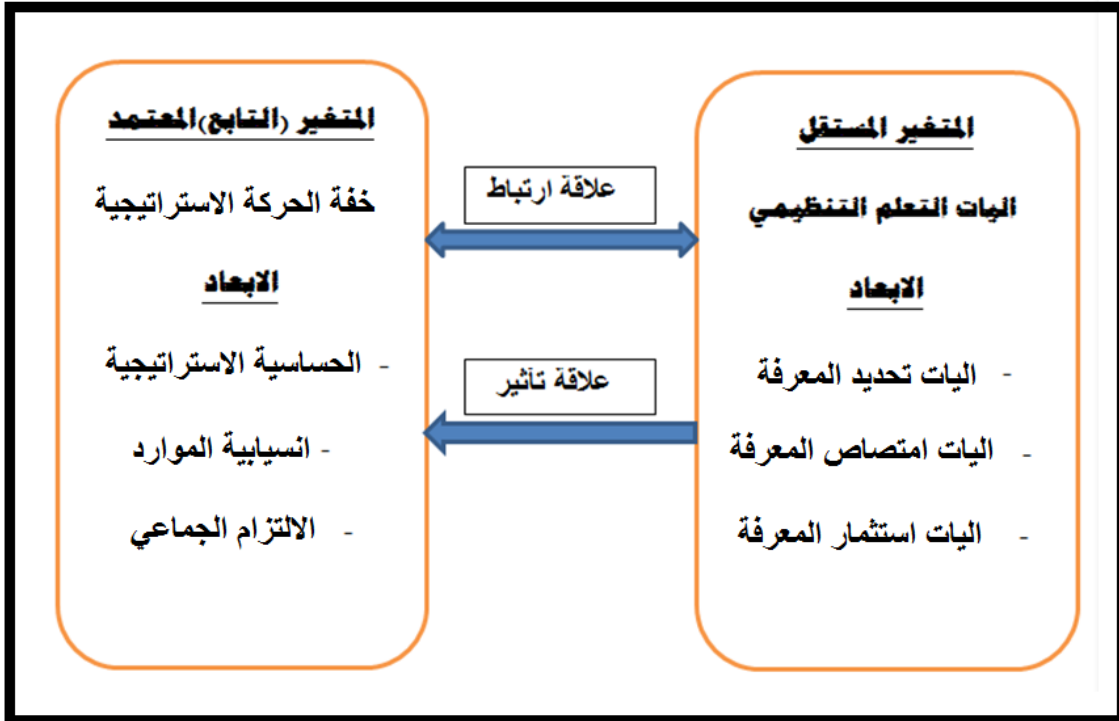 المتغير المستقل
اليات التعلم التنظيمي
الابعاد
- اليات تحديد المعرفة
- اليات امتصاص المعرفة
- اليات استثمار المعرفة
علاقة ارتباط
علاقة تأثير
المتغير (التابع)المعتمد
خفة الحركة الاستراتيجية
الابعاد
- الحساسية الاستراتيجية
- انسيابية الموارد
- الالتزام الجماعي